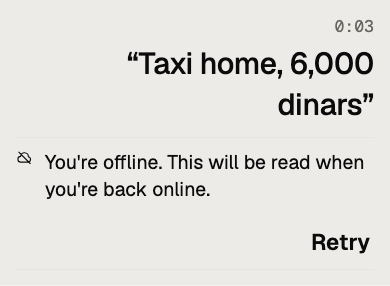 0:03
“Taxi home, 6,000
dinars”
You're offline. This will be read when
you're back online.
Retry